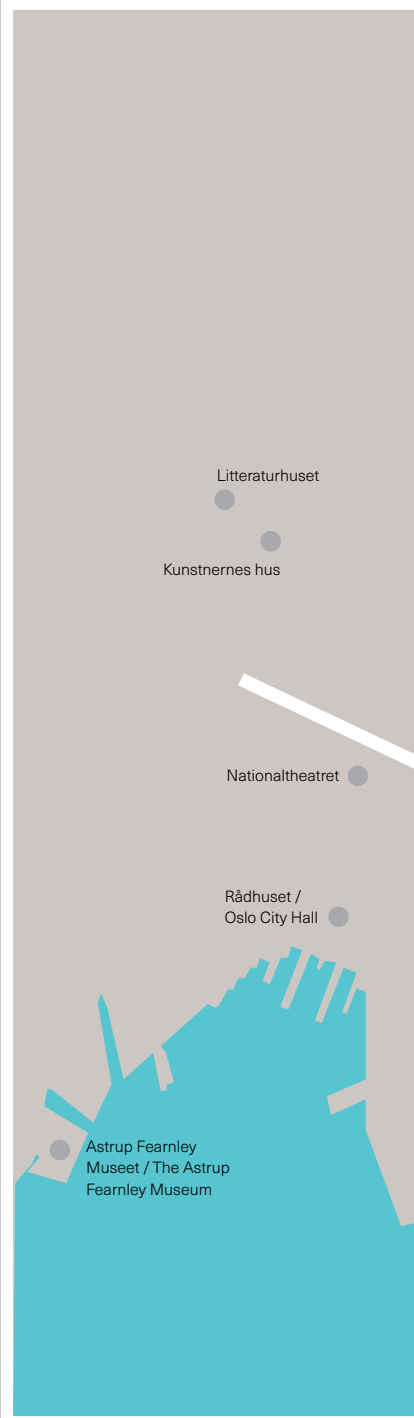 Litteraturhuset
Kunstnernes hus
Nationaltheatret
Rådhuset /
Oslo City Hall
Astrup Fearnley
Museet / The Astrup
Fearnley Museum